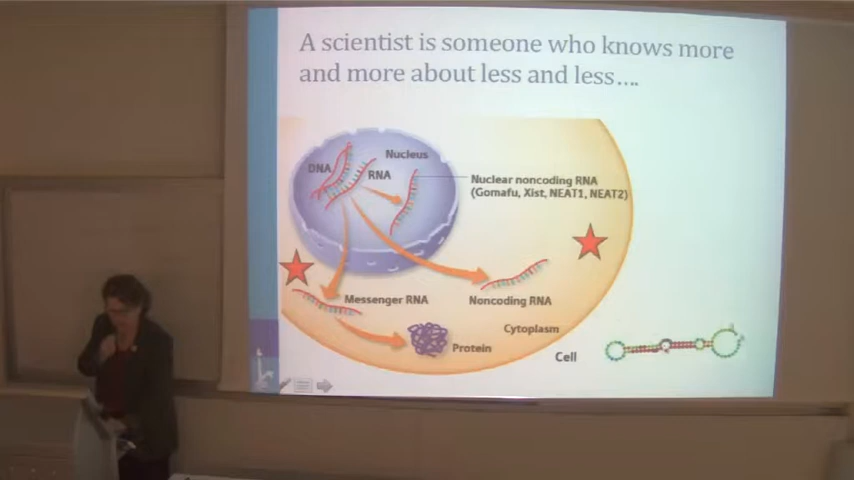 A scientist is someone who knows more
and more about less and less….
DNA
Nucleus
RNA
Nuclear noncoding RNA
(Gomafu, Xist, NEAT1, NEAT2)
Messenger RNA
Noncoding RNA
Cytoplasm
Protein
Cell